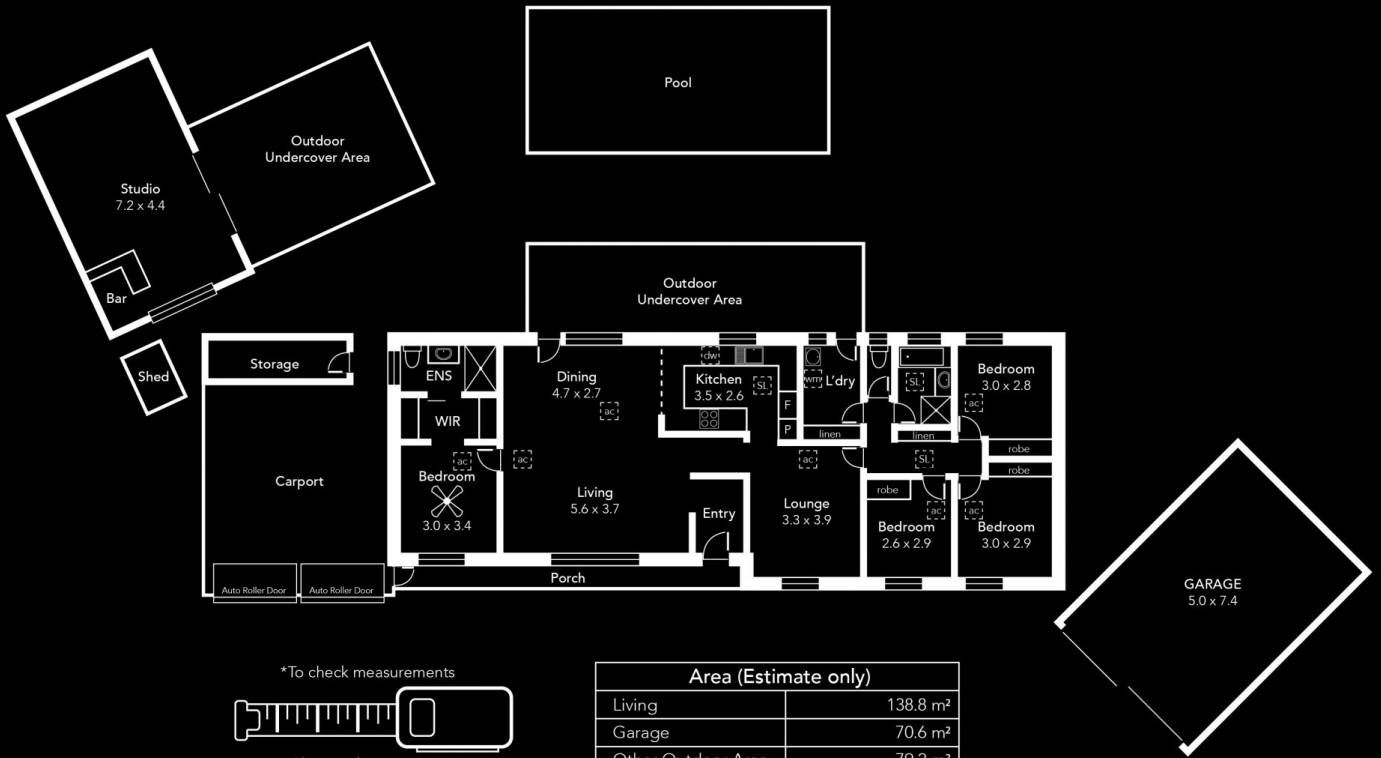 Pool
Outdoor
Undercover Area
Studio
7.2 x 4.4
Bar
Shed
Outdoor
Undercover Area
Storage
Carport
Auto Roller Door
Auto Roller Door
ENS
WIR
ac
Bedroom
3.0 x 3.4
Dining
4.7 x 2.7
ac
ac
Living
5.6 x 3.7
Porch
Entry
dw
Kitchen
3.5 x 2.6
SL
F
P
wm
L'dry
linen
ac
Lounge
3.3 x 3.9
SL
linen
SL
Bedroom
3.0 x 2.8
ac
robe
robe
robe
ac
Bedroom
2.6 x 2.9
ac
Bedroom
3.0 x 2.9
GARAGE
5.0 x 7.4
*To check measurements
Area (Estimate only)
Living 138.8 m²
Garage 70.6 m²
Other Outdoor Area